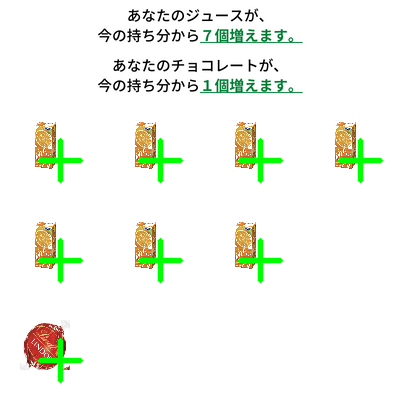 あなたのジュースが、
今の持ち分から７個増えます。
あなたのチョコレートが、
今の持ち分から１個増えます。